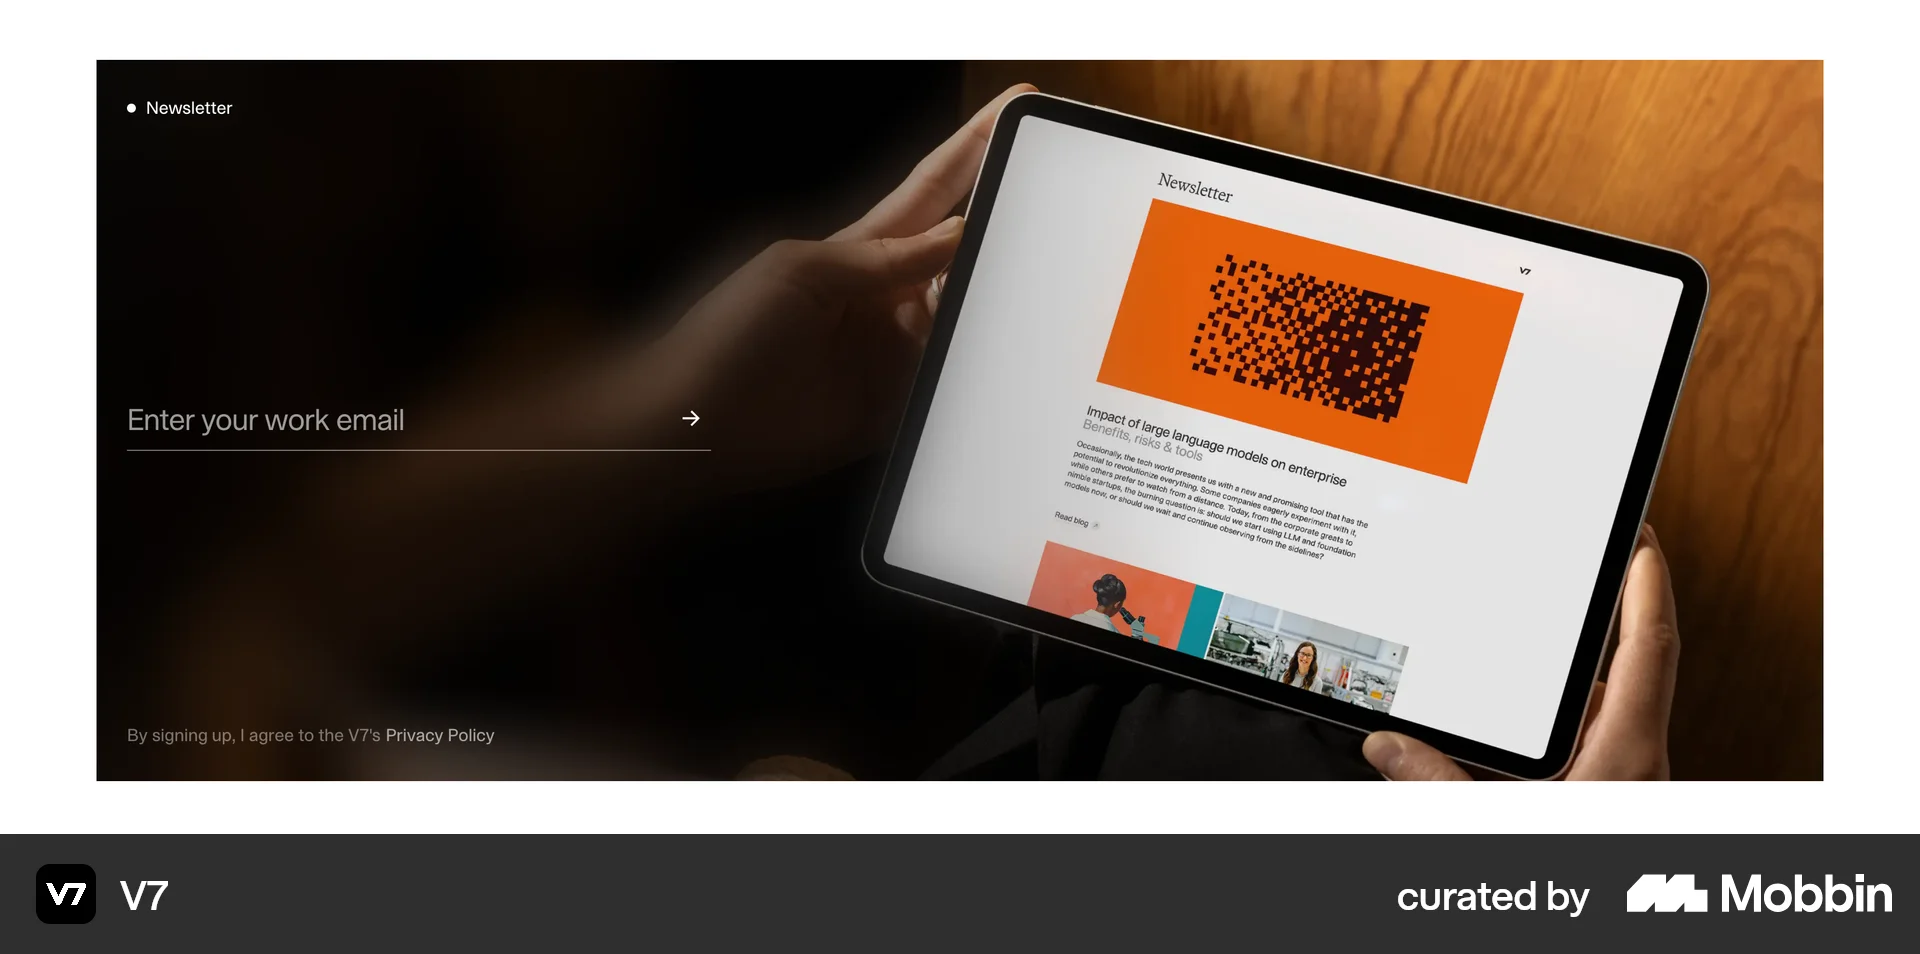 Newsletter
Enter your work email
By signing up, I agree to the V7's Privacy Policy
Newsletter
V7
Impact of large language models on enterprise
Benefits, risks & tools
Occasionally, the tech world presents us with a new and promising tool that has the
potential to revolutionize everything. Some companies eagerly experiment with it,
while others prefer to watch from a distance. Today, from the corporate greats to
nimble startups, the burning question is: should we start using LLM and foundation
models now, or should we wait and continue observing from the sidelines?
Read blog
V7
V7
curated by
Mobbin